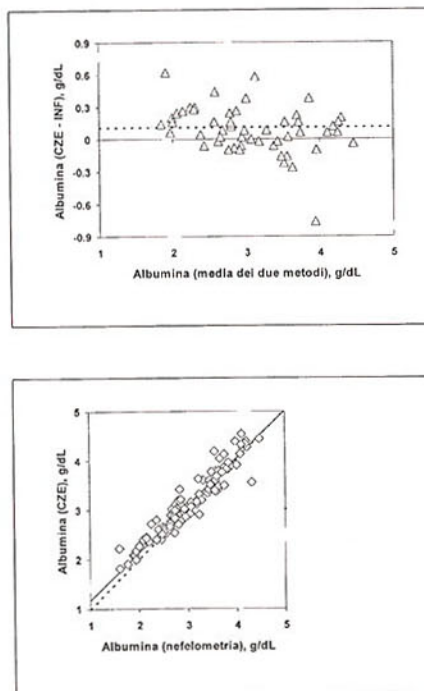 Albumina (CZE - INF), g/dL
0.9
0.6
0.3
0
-0.3
-0.6
-0.9
1 2 3 4 5
Albumina (media dei due metodi), g/dL
Albumina (CZE), g/dL
5
4
3
2
1
1 2 3 4 5
Albumina (nefelometria), g/dL